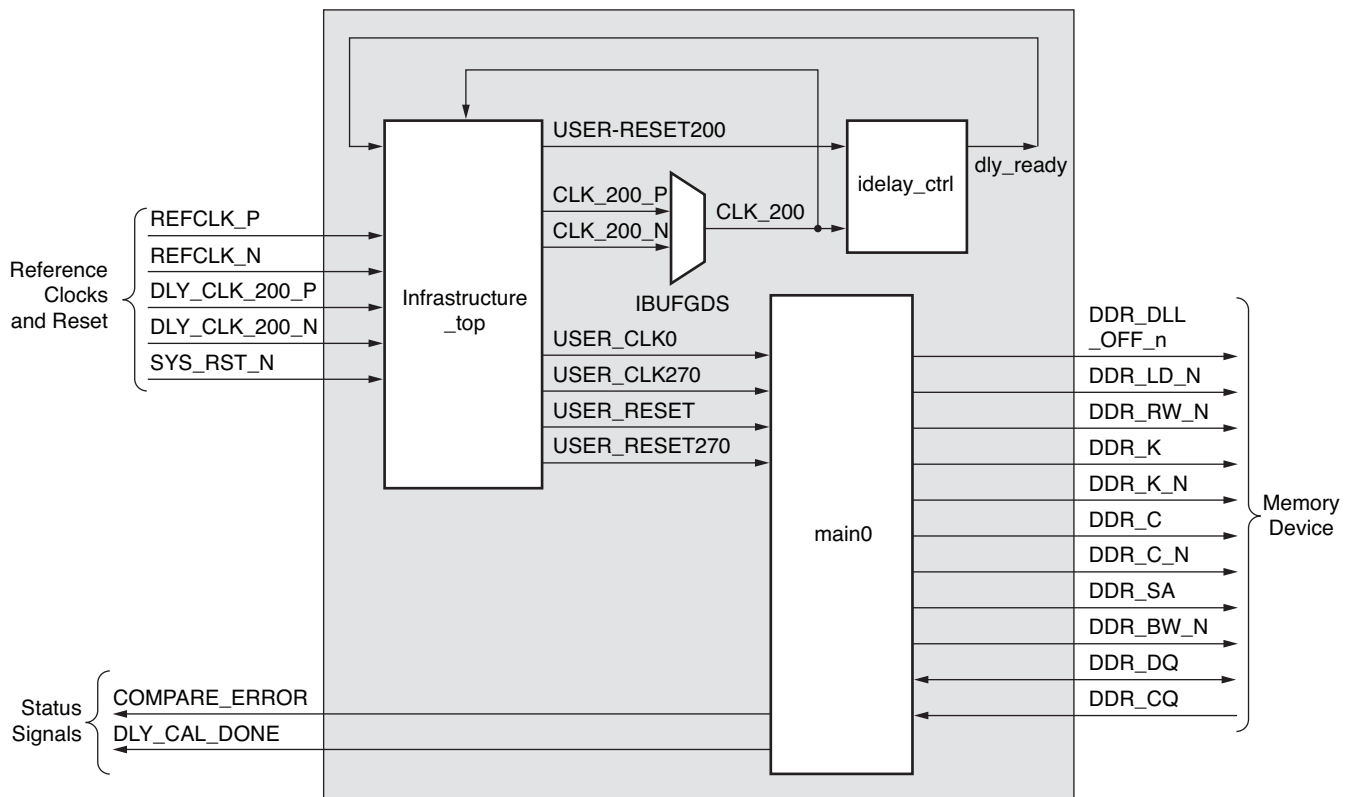 USER-RESET200
dly_ready
idelay_ctrl
CLK_200_P
CLK_200
CLK_200_N
IBUFGDS
Reference
Clocks
and Reset
REFCLK_P
REFCLK_N
DLY_CLK_200_P
DLY_CLK_200_N
SYS_RST_N
Infrastructure
_top
USER_CLK0
USER_CLK270
USER_RESET
USER_RESET270
main0
DDR_DLL
_OFF_n
DDR_LD_N
DDR_RW_N
DDR_K
DDR_K_N
DDR_C
DDR_C_N
DDR_SA
DDR_BW_N
DDR_DQ
DDR_CQ
Memory
Device
Status
Signals
COMPARE_ERROR
DLY_CAL_DONE